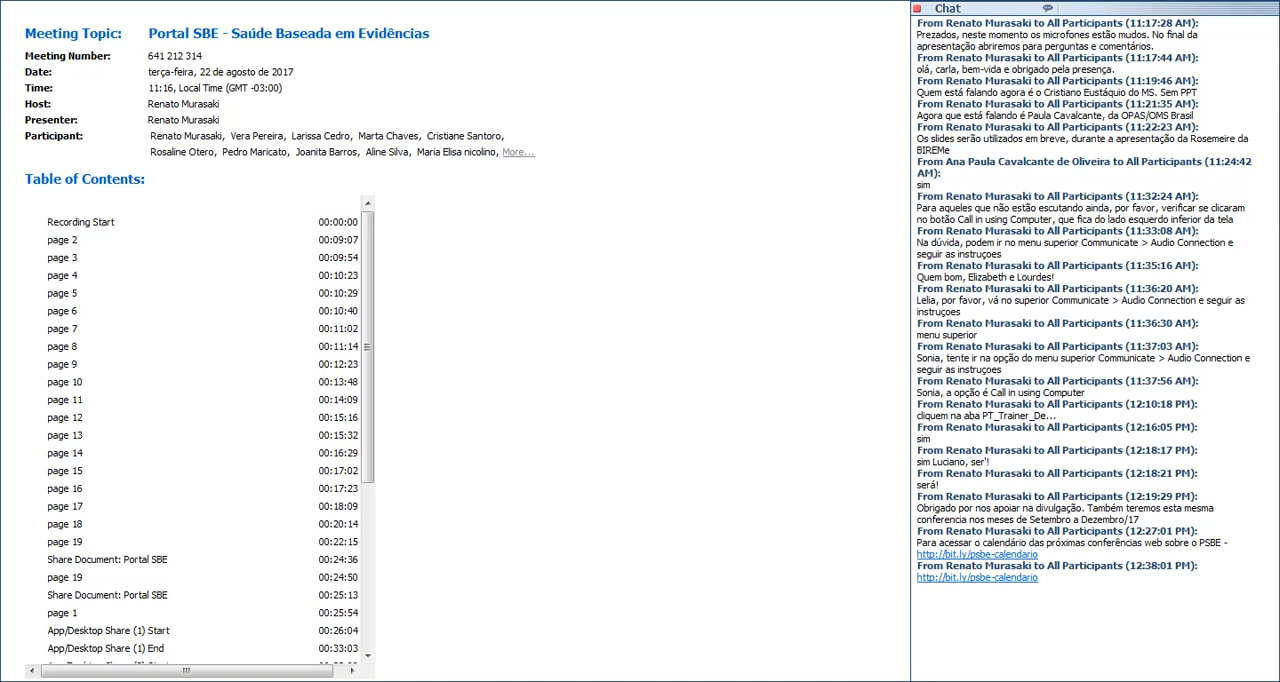 Meeting Topic: Portal SBE - Saúde Baseada em Evidências
Meeting Number: 641 212 314
Date: terça-feira, 22 de agosto de 2017
Time: 11:16, Local Time (GMT -03:00)
Host: Renato Murasaki
Presenter: Renato Murasaki
Participant: Renato Murasaki, Vera Pereira, Larissa Cedro, Marta Chaves, Cristiane Santoro,
Rosaline Otero, Pedro Maricato, Joanita Barros, Aline Silva, Maria Elisa nicolino, More...
Table of Contents:
Recording Start 00:00:00
page 2 00:09:07
page 3 00:09:54
page 4 00:10:23
page 5 00:10:29
page 6 00:10:40
page 7 00:11:02
page 8 00:11:14
page 9 00:12:23
page 10 00:13:48
page 11 00:14:09
page 12 00:15:16
page 13 00:15:32
page 14 00:16:29
page 15 00:17:02
page 16 00:17:23
page 17 00:18:09
page 18 00:20:14
page 19 00:22:15
Share Document: Portal SBE 00:24:36
page 19 00:24:50
Share Document: Portal SBE 00:25:13
page 1 00:25:54
App/Desktop Share (1) Start 00:26:04
App/Desktop Share (1) End 00:33:03
Chat
From Renato Murasaki to All Participants (11:17:28 AM):
Prezados, neste momento os microfones estão mudos. No final da
apresentação abriremos para perguntas e comentários.
From Renato Murasaki to All Participants (11:17:44 AM):
olá, carla, bem-vida e obrigado pela presença.
From Renato Murasaki to All Participants (11:19:46 AM):
Quem está falando agora é o Cristiano Eustáquio do MS. Sem PPT
From Renato Murasaki to All Participants (11:21:35 AM):
Agora que está falando é Paula Cavalcante, da OPAS/OMS Brasil
From Renato Murasaki to All Participants (11:22:23 AM):
Os slides serão utilizados em breve, durante a apresentação da Rosemeire da
BIREMe
From Ana Paula Cavalcante de Oliveira to All Participants (11:24:42
AM):
sim
From Renato Murasaki to All Participants (11:32:24 AM):
Para aqueles que não estão escutando ainda, por favor, verificar se clicaram
no botão Call in using Computer, que fica do lado esquerdo inferior da tela
From Renato Murasaki to All Participants (11:33:08 AM):
Na dúvida, podem ir no menu superior Communicate > Audio Connection e
seguir as instruçoes
From Renato Murasaki to All Participants (11:35:16 AM):
Quem bom, Elizabeth e Lourdes!
From Renato Murasaki to All Participants (11:36:20 AM):
Lelia, por favor, vá no superior Communicate > Audio Connection e seguir as
instruçoes
From Renato Murasaki to All Participants (11:36:30 AM):
menu superior
From Renato Murasaki to All Participants (11:37:03 AM):
Sonia, tente ir na opção do menu superior Communicate > Audio Connection e
seguir as instruçoes
From Renato Murasaki to All Participants (11:37:56 AM):
Sonia, a opção é Call in using Computer
From Renato Murasaki to All Participants (12:10:18 PM):
cliquem na aba PT_Trainer_De...
From Renato Murasaki to All Participants (12:16:05 PM):
sim
From Renato Murasaki to All Participants (12:18:17 PM):
sim Luciano, ser'!
From Renato Murasaki to All Participants (12:18:21 PM):
será!
From Renato Murasaki to All Participants (12:19:29 PM):
Obrigado por nos apoiar na divulgação. Também teremos esta mesma
conferencia nos meses de Setembro a Dezembro/17
From Renato Murasaki to All Participants (12:27:01 PM):
Para acessar o calendário das próximas conferências web sobre o PSBE -
http://bit.ly/psbe-calendario
From Renato Murasaki to All Participants (12:38:01 PM):
http://bit.ly/psbe-calendario